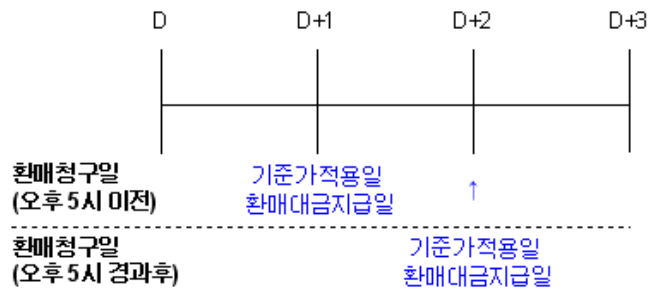 D D+1 D+2 D+3
환매청구일 기준가적용일
(오후 5시 이전) 환매대금지급일 ↑
환매청구일 기준가적용일
(오후 5시 경과후) 환매대금지급일